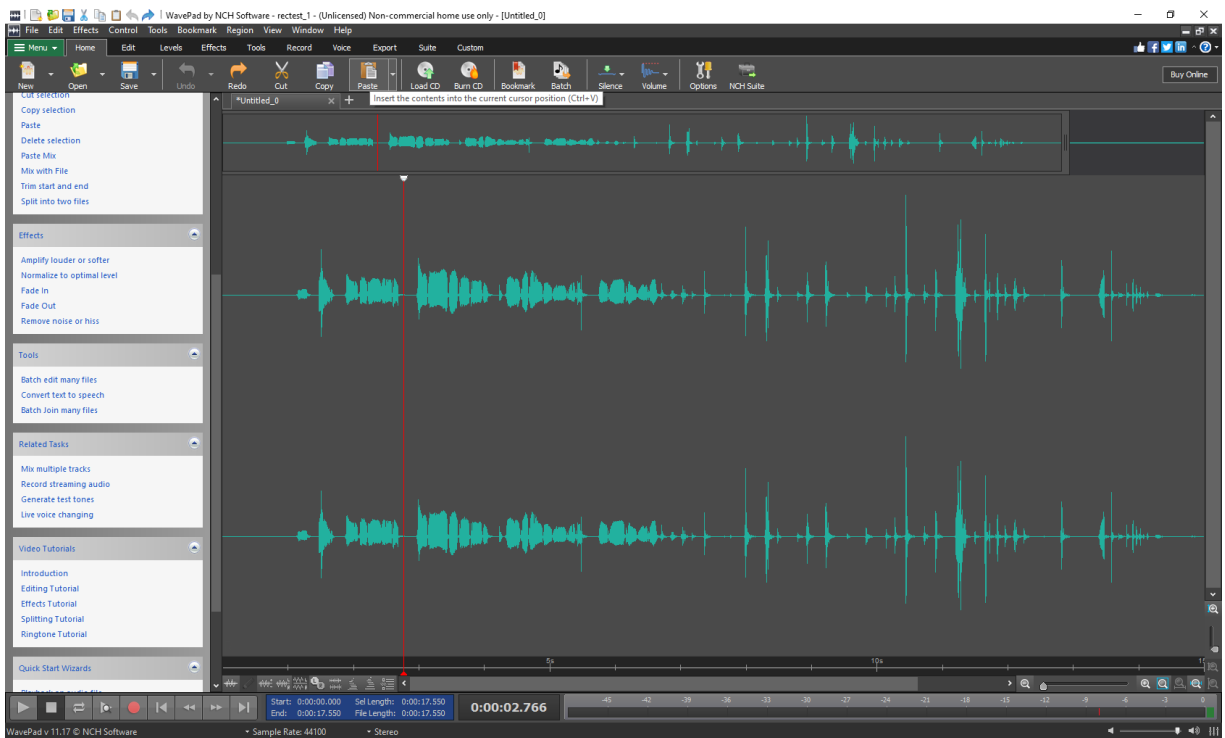 WavePad by NCH Software - rectest_1 - (Unlicensed) Non-commercial home use only - [Untitled_0]
File Edit Effects Control Tools Bookmark Region View Window Help
Menu Home Edit Levels Effects Tools Record Voice Export Suite Custom
New Open Save Undo Redo Cut Copy Paste Load CD Burn CD Bookmark Batch Silence Volume Options NCH Suite Buy Online
Insert the contents into the current cursor position (Ctrl+V)
*Untitled_0
Cut selection
Copy selection
Paste
Delete selection
Paste Mix
Mix with File
Trim start and end
Split into two files
Effects
Amplify louder or softer
Normalize to optimal level
Fade In
Fade Out
Remove noise or hiss
Tools
Batch edit many files
Convert text to speech
Batch Join many files
Related Tasks
Mix multiple tracks
Record streaming audio
Generate test tones
Live voice changing
Video Tutorials
Introduction
Editing Tutorial
Effects Tutorial
Splitting Tutorial
Ringtone Tutorial
Quick Start Wizards
5s 10s
Start: 0:00:00.000 Sel Length: 0:00:17.550
End: 0:00:17.550 File Length: 0:00:17.550
0:00:02.766
-45 -42 -39 -36 -33 -30 -27 -24 -21 -18 -15 -12 -9 -6 -3 0
WavePad v 11.17 © NCH Software
Sample Rate: 44100
Stereo